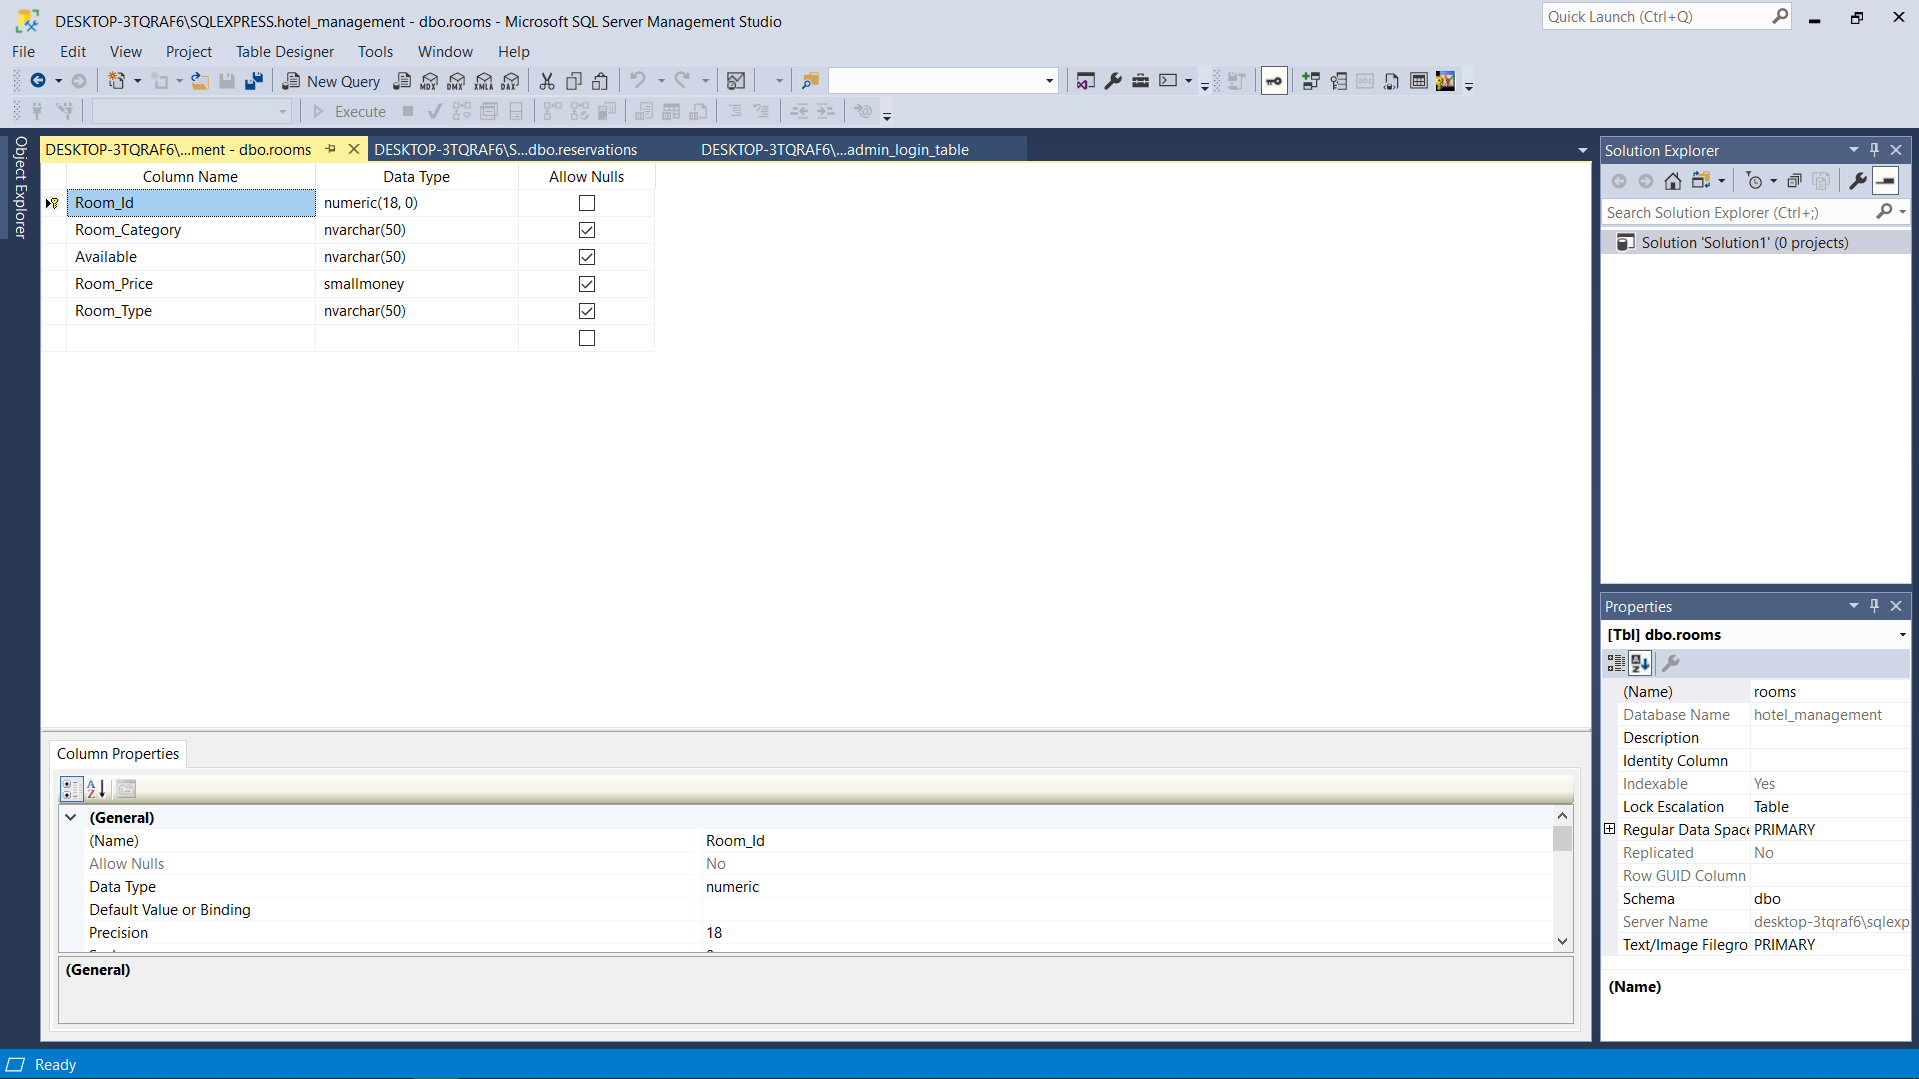 DESKTOP-3TQRAF6\SQLEXPRESS.hotel_management - dbo.rooms - Microsoft SQL Server Management Studio
Quick Launch (Ctrl+Q)
File Edit View Project Table Designer Tools Window Help
New Query MDX DMX XMLA DAX
Execute
Object Explorer
DESKTOP-3TQRAF6\...ment - dbo.rooms DESKTOP-3TQRAF6\S...dbo.reservations DESKTOP-3TQRAF6\...admin_login_table
Column Name Data Type Allow Nulls
Room_Id numeric(18, 0)
Room_Category nvarchar(50)
Available nvarchar(50)
Room_Price smallmoney
Room_Type nvarchar(50)
Column Properties
(General)
(Name) Room_Id
Allow Nulls No
Data Type numeric
Default Value or Binding
Precision 18
(General)
Solution Explorer
Search Solution Explorer (Ctrl+;)
Solution 'Solution1' (0 projects)
Properties
[Tbl] dbo.rooms
(Name) rooms
Database Name hotel_management
Description
Identity Column
Indexable Yes
Lock Escalation Table
Regular Data Space PRIMARY
Replicated No
Row GUID Column
Schema dbo
Server Name desktop-3tqraf6\sqlexp
Text/Image Filegro PRIMARY
(Name)
Ready